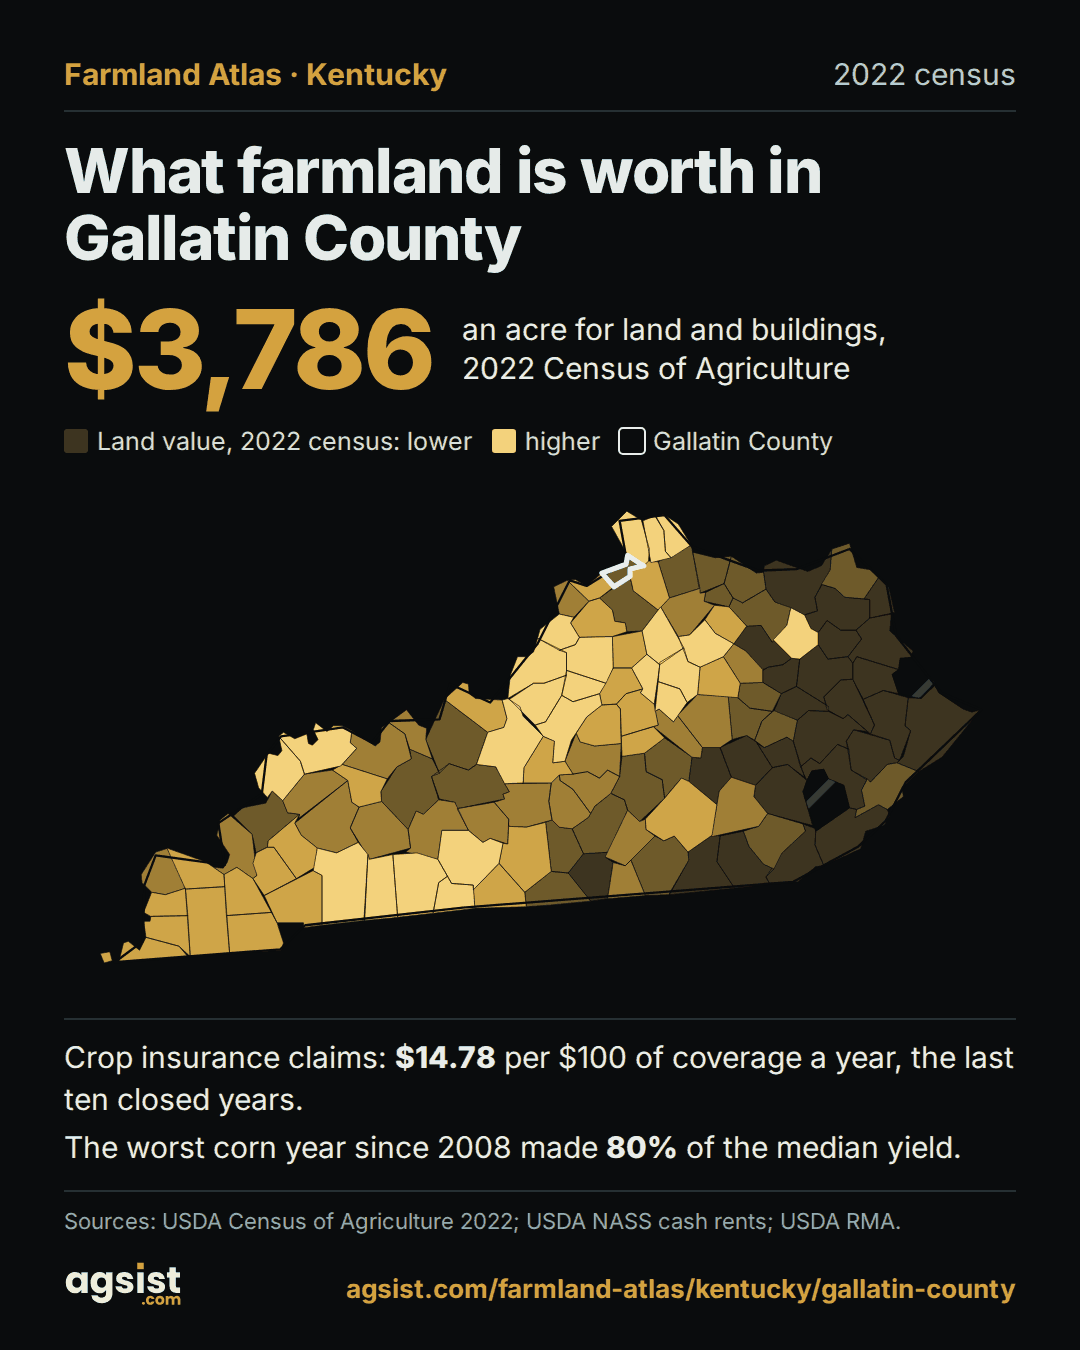 Farmland Atlas · Kentucky
2022 census
What farmland is worth in
Gallatin County
$3,786
an acre for land and buildings,
2022 Census of Agriculture
Land value, 2022 census: lower
higher
Gallatin County
Crop insurance claims: $14.78 per $100 of coverage a year, the last
ten closed years.
The worst corn year since 2008 made 80% of the median yield.
Sources: USDA Census of Agriculture 2022; USDA NASS cash rents; USDA RMA.
agsist
.com
agsist.com/farmland-atlas/kentucky/gallatin-county